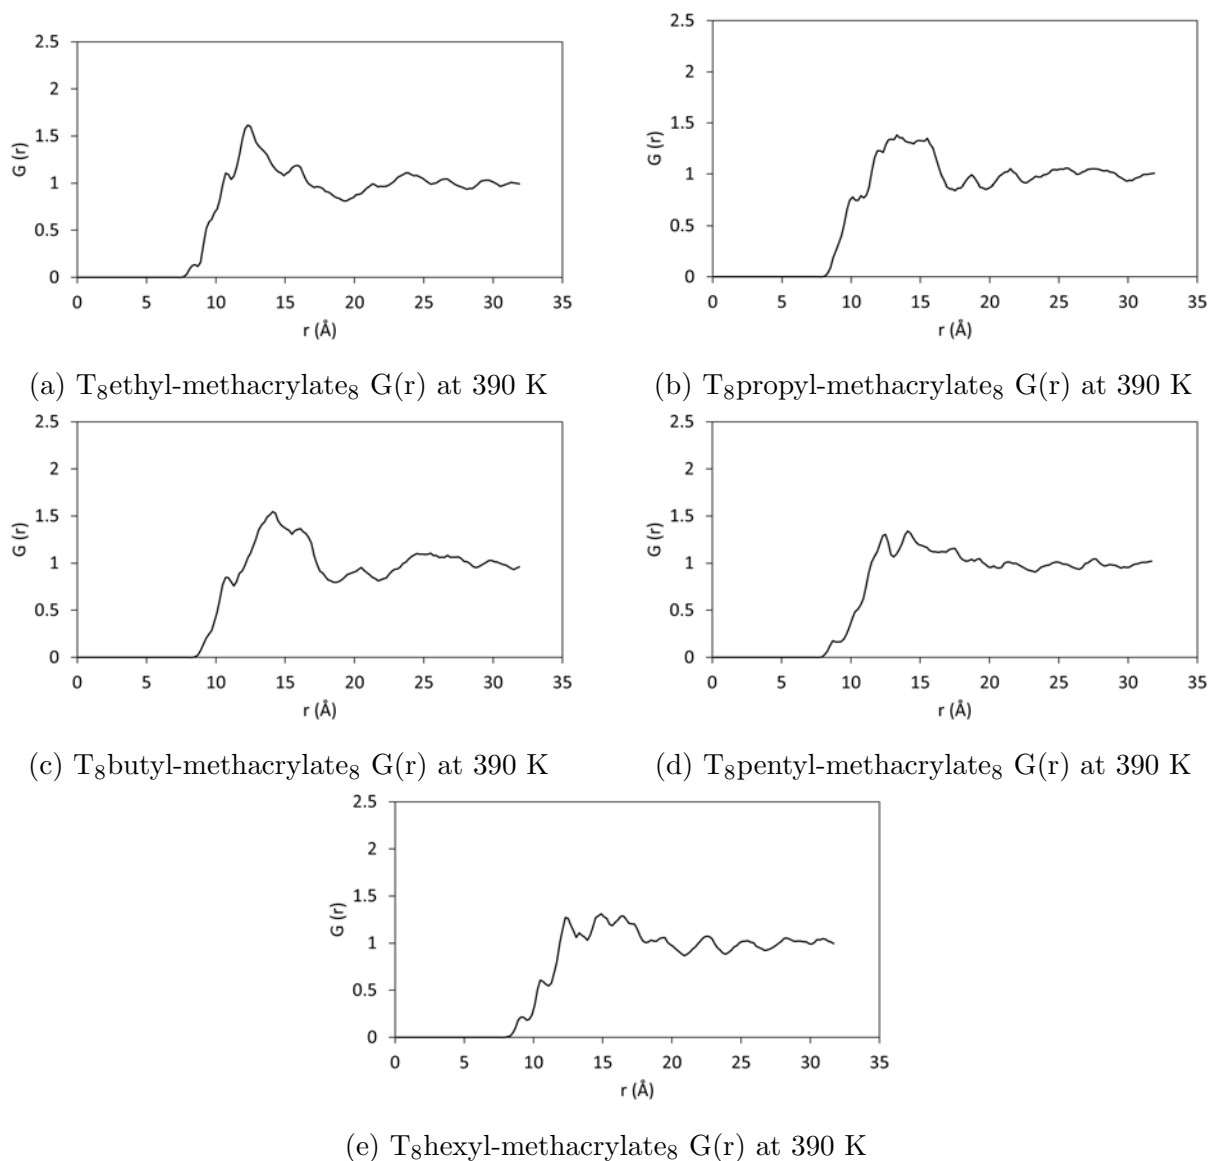 2.5
2
1.5
1
0.5
0
G (r)
0 5 10 15 20 25 30 35
r (Å)
(a) T₈ethyl-methacrylate₈ G(r) at 390 K
2.5
2
1.5
1
0.5
0
G (r)
0 5 10 15 20 25 30 35
r (Å)
(b) T₈propyl-methacrylate₈ G(r) at 390 K
2.5
2
1.5
1
0.5
0
G (r)
0 5 10 15 20 25 30 35
r (Å)
(c) T₈butyl-methacrylate₈ G(r) at 390 K
2.5
2
1.5
1
0.5
0
G (r)
0 5 10 15 20 25 30 35
r (Å)
(d) T₈pentyl-methacrylate₈ G(r) at 390 K
2.5
2
1.5
1
0.5
0
G (r)
0 5 10 15 20 25 30 35
r (Å)
(e) T₈hexyl-methacrylate₈ G(r) at 390 K